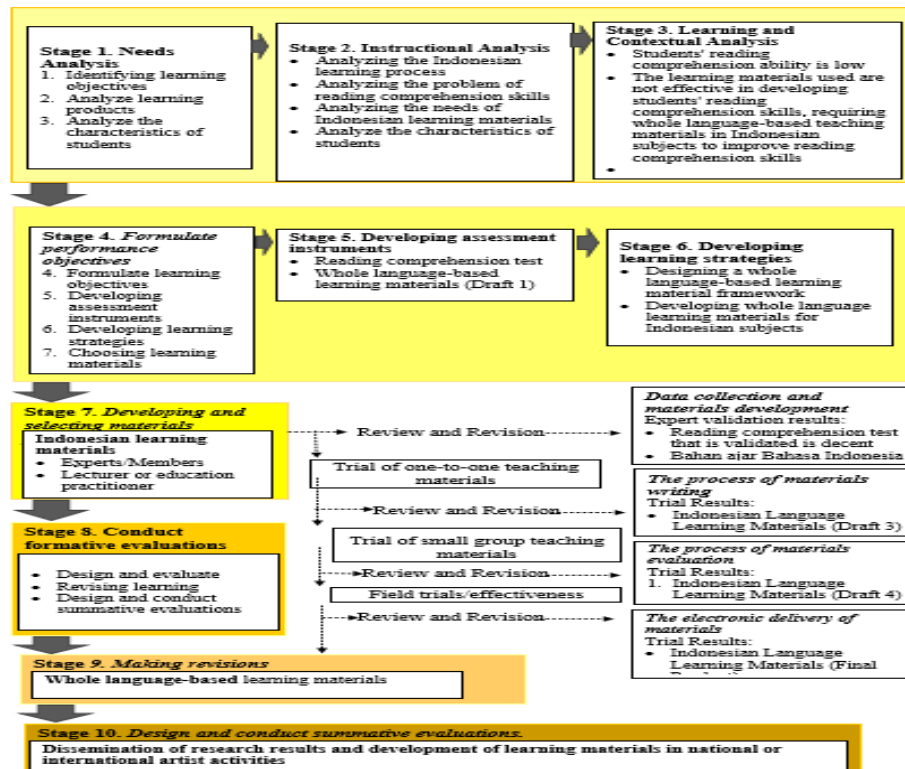 Stage 1. Needs
Analysis
1. Identifying learning
objectives
2. Analyze learning
products
3. Analyze the
characteristics of
students
Stage 2. Instructional Analysis
• Analyzing the Indonesian
learning process
• Analyzing the problem of
reading comprehension skills
• Analyzing the needs of
Indonesian learning materials
• Analyze the characteristics of
students
Stage 3. Learning and
Contextual Analysis
• Students' reading
comprehension ability is low
• The learning materials used are
not effective in developing
students' reading
comprehension skills, requiring
whole language-based teaching
materials in Indonesian
subjects to improve reading
comprehension skills
•
Stage 4. Formulate
performance
objectives
4. Formulate learning
objectives
5. Developing
assessment
instruments
6. Developing learning
strategies
7. Choosing learning
materials
Stage 5. Developing assessment
instruments
• Reading comprehension test
• Whole language-based
learning materials (Draft 1)
Stage 6. Developing
learning strategies
• Designing a whole
language-based learning
material framework
• Developing whole language
learning materials for
Indonesian subjects
Stage 7. Developing and
selecting materials
Indonesian learning
materials
• Experts/Members
• Lecturer or education
practitioner
Review and Revision
Data collection and
materials development
Expert validation results:
• Reading comprehension test
that is validated is decent
• Bahan ajar Bahasa Indonesia
Trial of one-to-one teaching
materials
Review and Revision
The process of materials
writing
Trial Results:
• Indonesian Language
Learning Materials (Draft 3)
Stage 8. Conduct
formative evaluations
• Design and evaluate
• Revising learning
• Design and conduct
summative evaluations
Trial of small group teaching
materials
Review and Revision
The process of materials
evaluation
Trial Results:
1. Indonesian Language
Learning Materials (Draft 4)
Field trials/effectiveness
Review and Revision
The electronic delivery of
materials
Trial Results:
• Indonesian Language
Learning Materials (Final
Stage 9. Making revisions
Whole language-based learning materials
Stage 10. Design and conduct summative evaluations.
Dissemination of research results and development of learning materials in national or
international artist activities